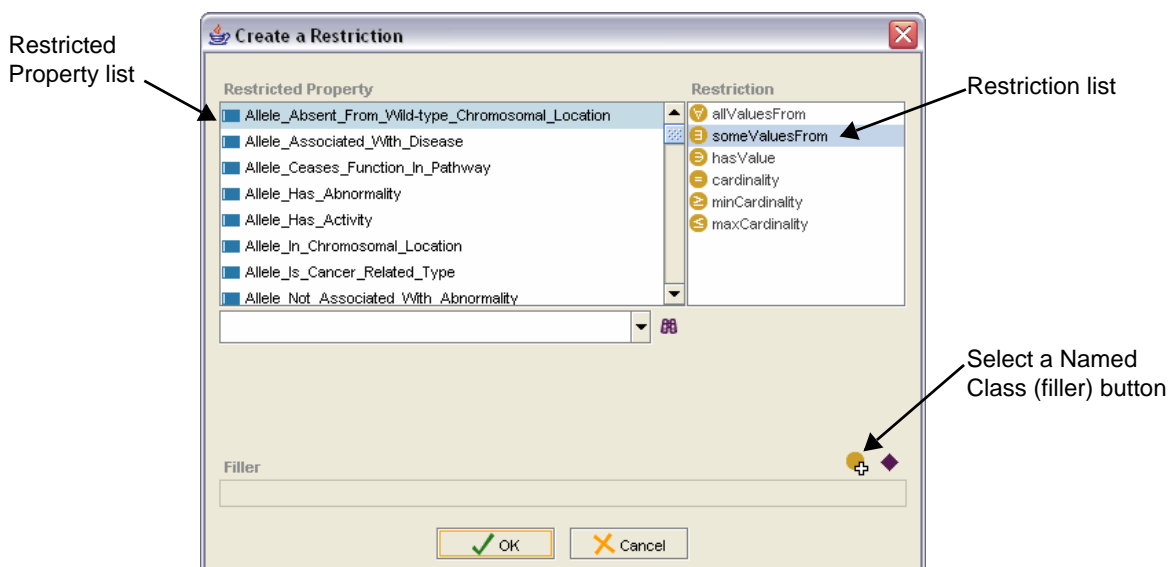 Create a Restriction
Restricted
Property list
Restricted Property
Restriction
Restriction list
Allele_Absent_From_Wild-type_Chromosomal_Location
Allele_Associated_With_Disease
Allele_Ceases_Function_In_Pathway
Allele_Has_Abnormality
Allele_Has_Activity
Allele_In_Chromosomal_Location
Allele_Is_Cancer_Related_Type
Allele_Not_Associated_With_Abnormality
allValuesFrom
someValuesFrom
hasValue
cardinality
minCardinality
maxCardinality
Select a Named
Class (filler) button
Filler
OK
Cancel